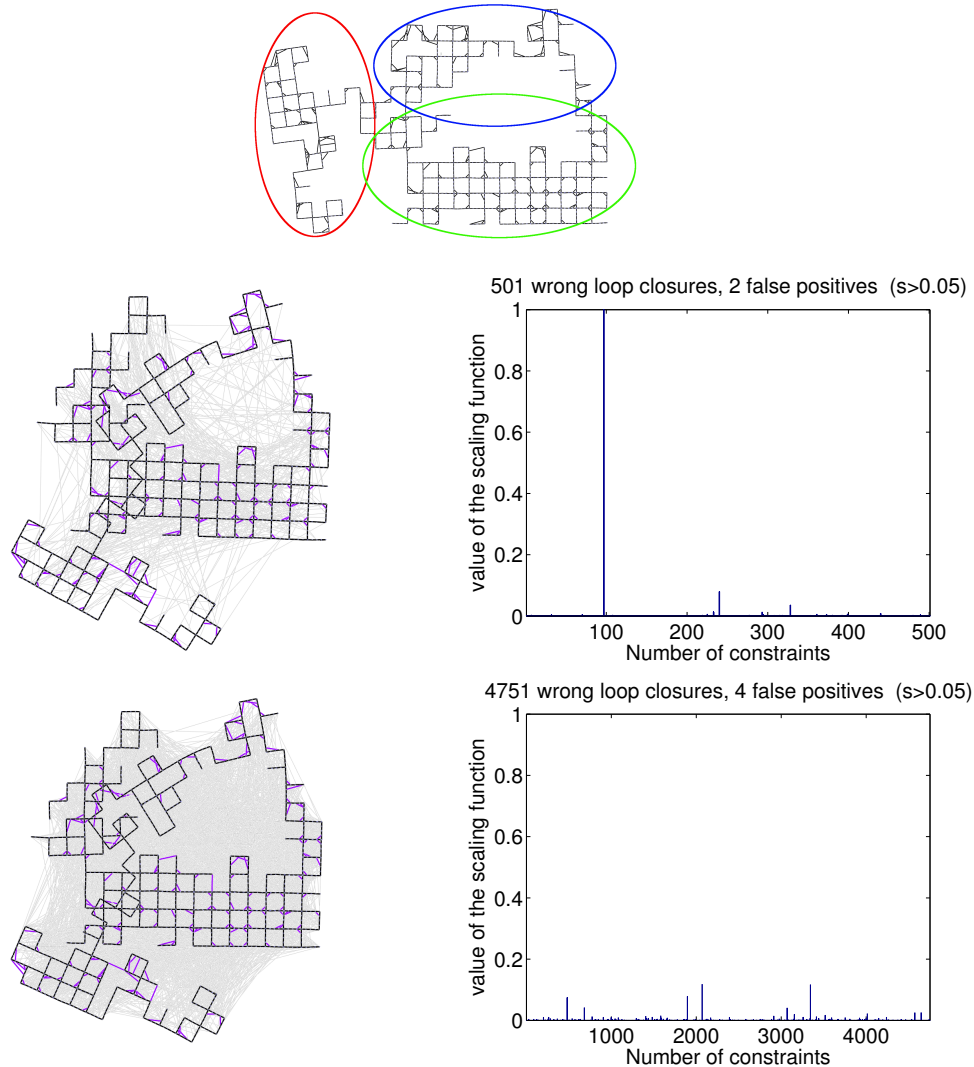 501 wrong loop closures, 2 false positives (s>0.05)
value of the scaling function
1
0.8
0.6
0.4
0.2
0
100 200 300 400 500
Number of constraints
4751 wrong loop closures, 4 false positives (s>0.05)
value of the scaling function
1
0.8
0.6
0.4
0.2
0
1000 2000 3000 4000
Number of constraints